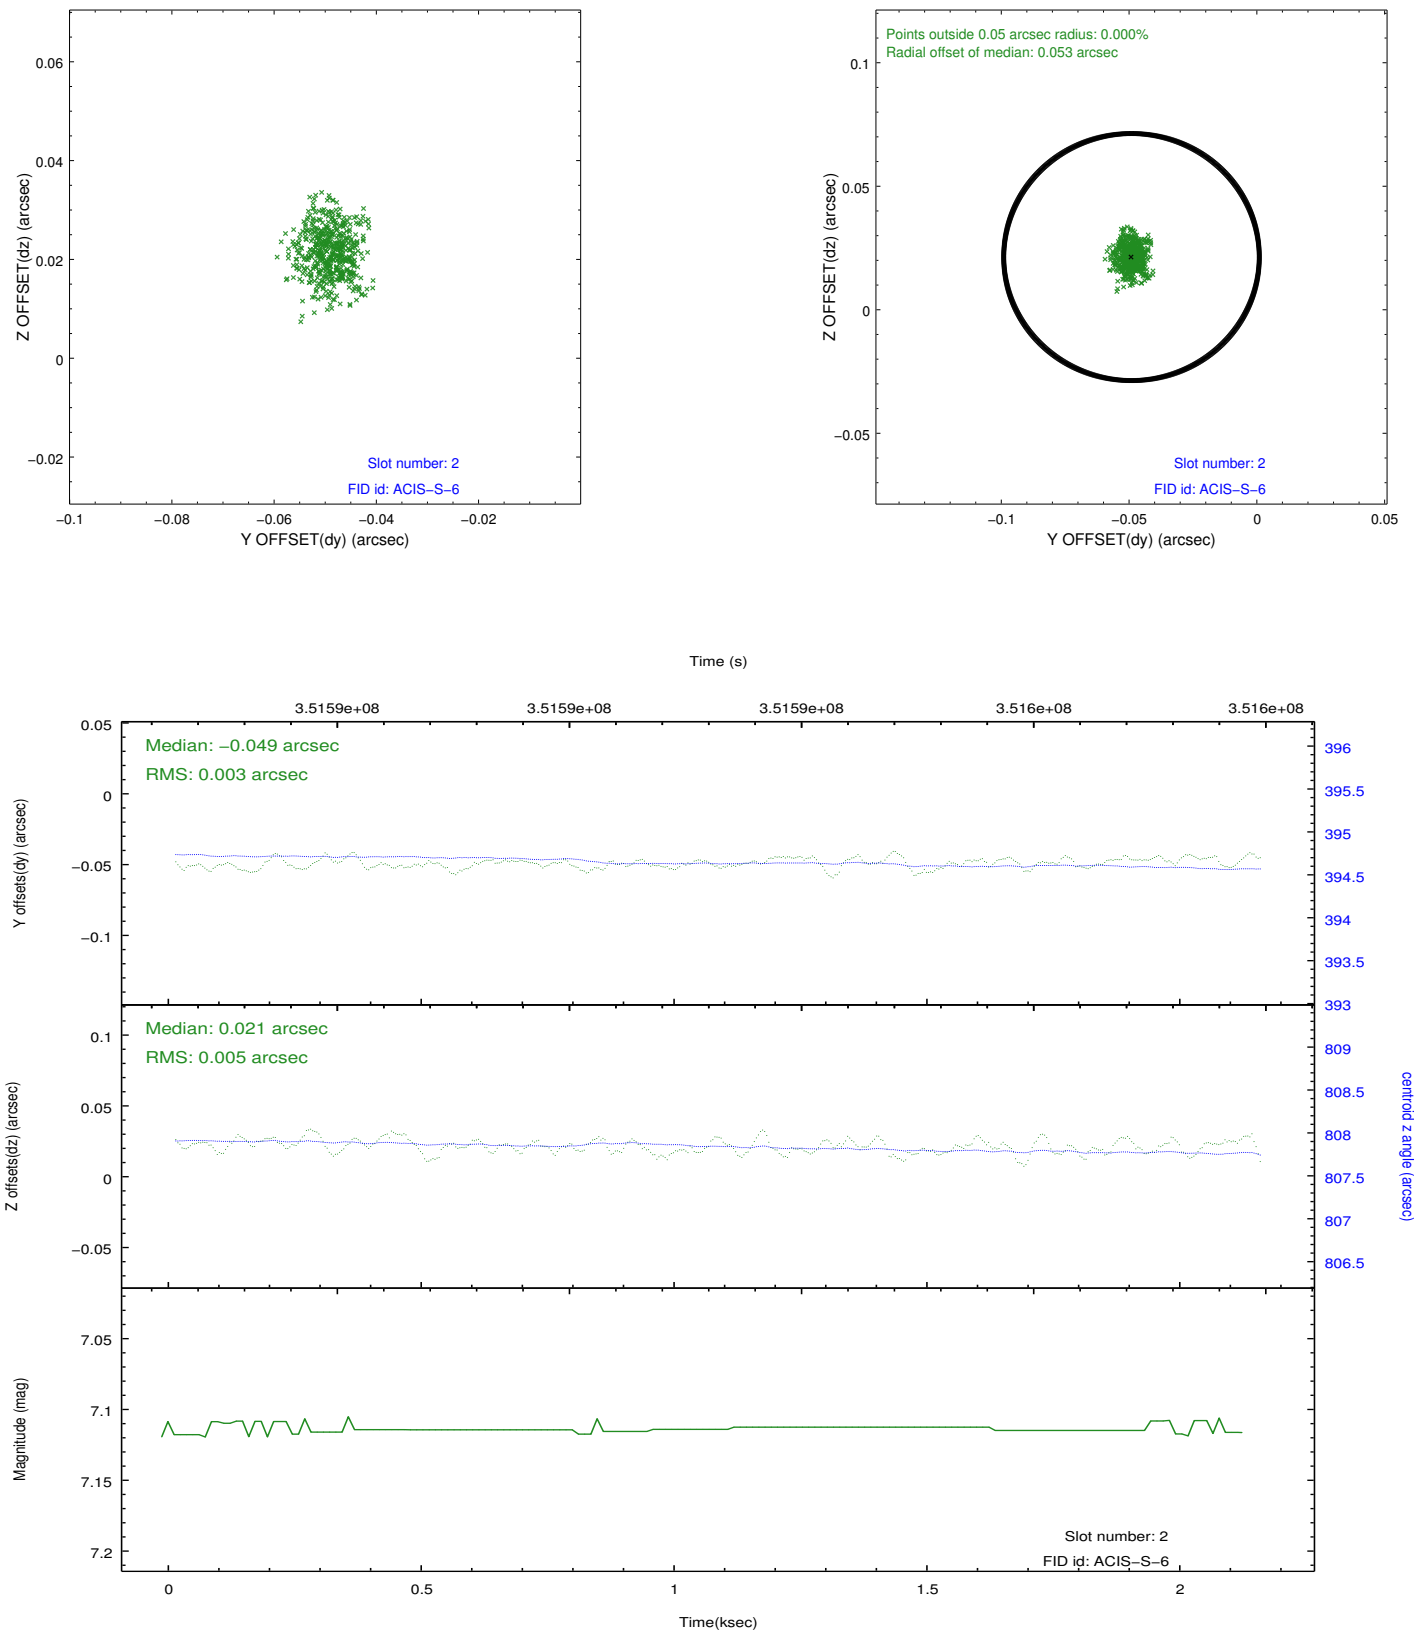 0.06
0.04
0.02
0
−0.02
Z OFFSET(dz) (arcsec)
Slot number: 2
FID id: ACIS−S−6
−0.1
−0.08
−0.06
−0.04
−0.02
Y OFFSET(dy) (arcsec)
Points outside 0.05 arcsec radius: 0.000%
Radial offset of median: 0.053 arcsec
0.1
0.05
0
−0.05
Z OFFSET(dz) (arcsec)
Slot number: 2
FID id: ACIS−S−6
−0.1
−0.05
0
0.05
Y OFFSET(dy) (arcsec)
Time (s)
3.5159e+08
3.5159e+08
3.5159e+08
3.516e+08
3.516e+08
Median: −0.049 arcsec
RMS: 0.003 arcsec
0.05
0
−0.05
−0.1
Y offsets(dy) (arcsec)
396
395.5
395
394.5
394
393.5
393
Median: 0.021 arcsec
RMS: 0.005 arcsec
0.1
0.05
0
−0.05
Z offsets(dz) (arcsec)
809
808.5
808
807.5
807
806.5
centroid z angle (arcsec)
7.05
7.1
7.15
7.2
Magnitude (mag)
Slot number: 2
FID id: ACIS−S−6
0
0.5
1
1.5
2
Time(ksec)